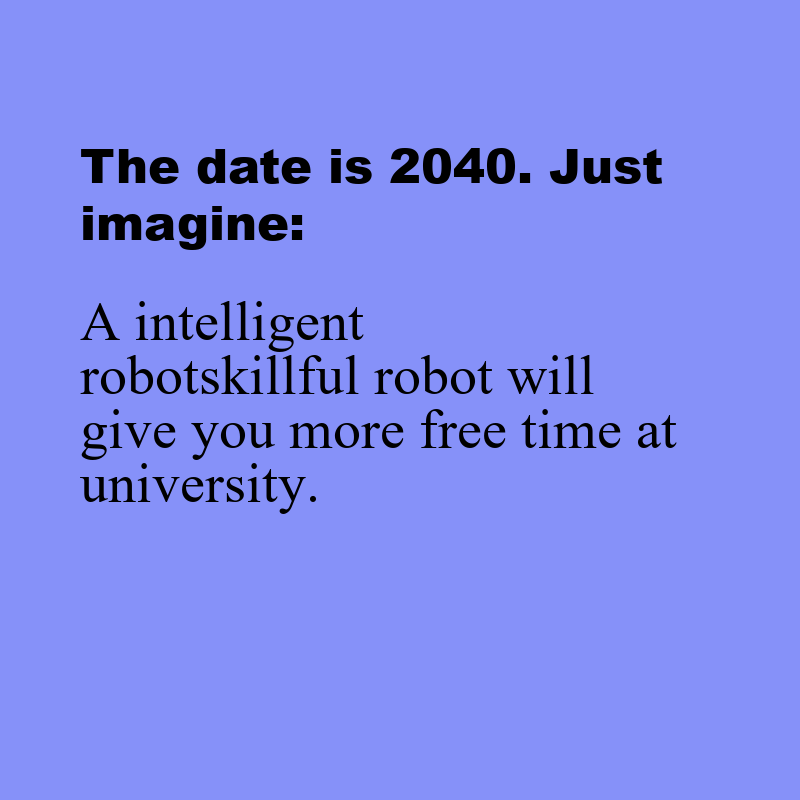 The date is 2040. Just
imagine:
A intelligent
robotskillful robot will
give you more free time at
university.